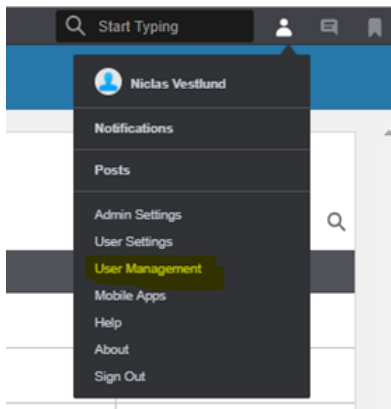 Start Typing
Niclas Vestlund
Notifications
Posts
Admin Settings
User Settings
User Management
Mobile Apps
Help
About
Sign Out